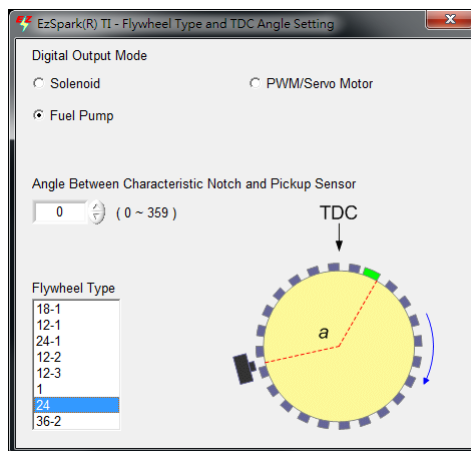 EzSpark(R) TI - Flywheel Type and TDC Angle Setting
Digital Output Mode
Solenoid
PWM/Servo Motor
Fuel Pump
Angle Between Characteristic Notch and Pickup Sensor
0
( 0 ~ 359 )
TDC
a
Flywheel Type
18-1
12-1
24-1
12-2
12-3
1
24
36-2